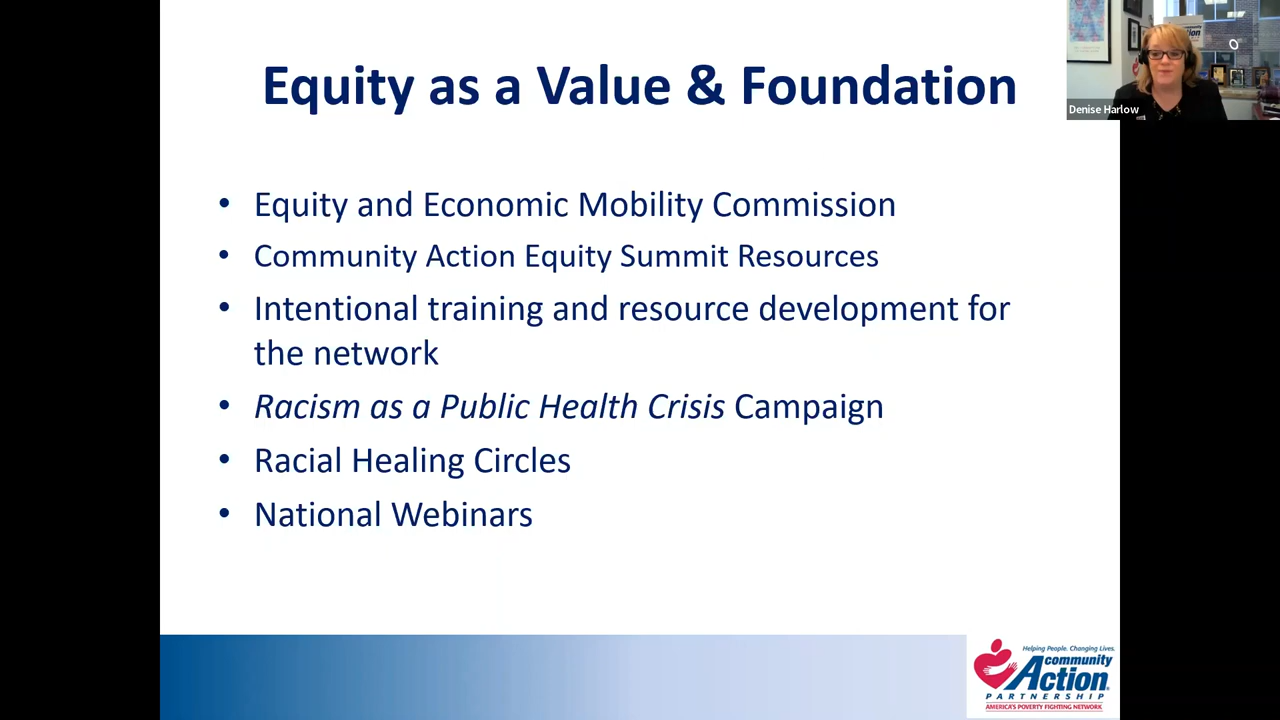 Equity as a Value & Foundation
Denise Harlow
• Equity and Economic Mobility Commission
• Community Action Equity Summit Resources
• Intentional training and resource development for
the network
• Racism as a Public Health Crisis Campaign
• Racial Healing Circles
• National Webinars
Helping People. Changing Lives.
community
Action
PARTNERSHIP
AMERICA'S POVERTY FIGHTING NETWORK